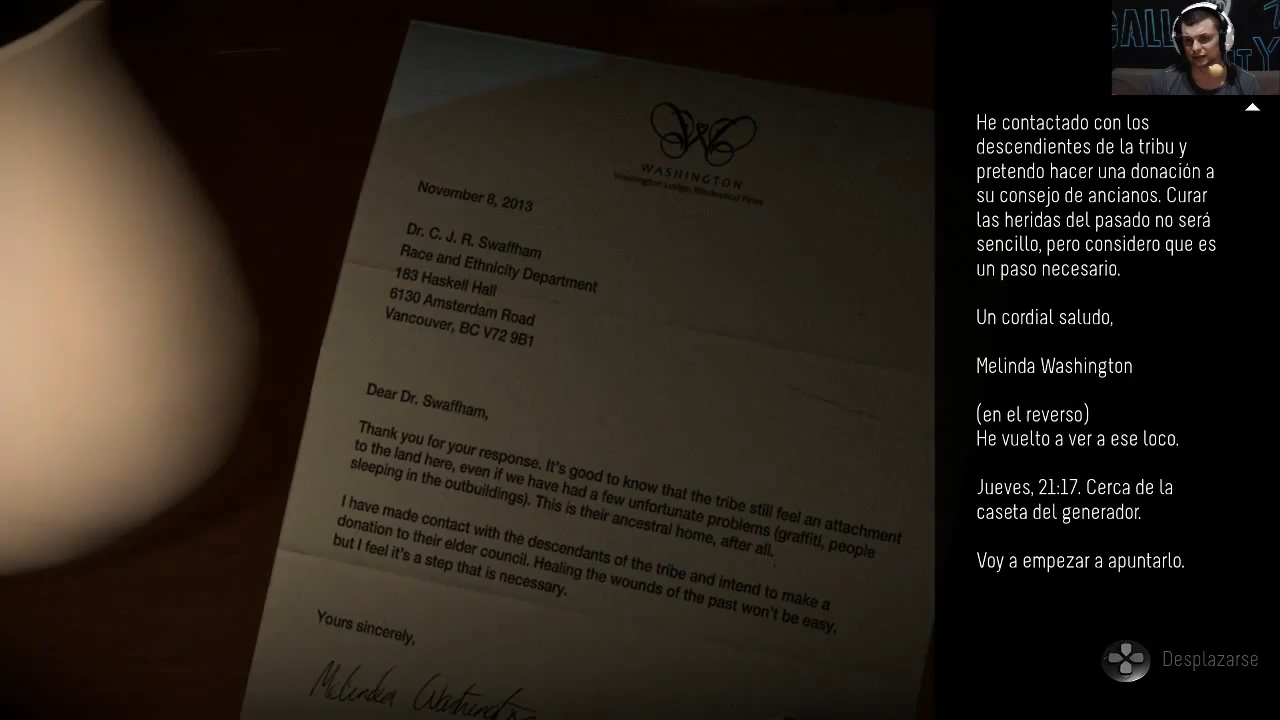 WASHINGTON
Washington Lodge, Blackwood Pines
November 8, 2013
Dr. C. J. R. Swaffham
Race and Ethnicity Department
183 Haskell Hall
6130 Amsterdam Road
Vancouver, BC V72 9B1
Dear Dr. Swaffham,
Thank you for your response. It's good to know that the tribe still feel an attachment
to the land here, even if we have had a few unfortunate problems (graffiti, people
sleeping in the outbuildings). This is their ancestral home, after all.
I have made contact with the descendants of the tribe and intend to make a
donation to their elder council. Healing the wounds of the past won't be easy,
but I feel it's a step that is necessary.
Yours sincerely,
Melinda Washington
He contactado con los
descendientes de la tribu y
pretendo hacer una donación a
su consejo de ancianos. Curar
las heridas del pasado no será
sencillo, pero considero que es
un paso necesario.
Un cordial saludo,
Melinda Washington
(en el reverso)
He vuelto a ver a ese loco.
Jueves, 21:17. Cerca de la
caseta del generador.
Voy a empezar a apuntarlo.
Desplazarse